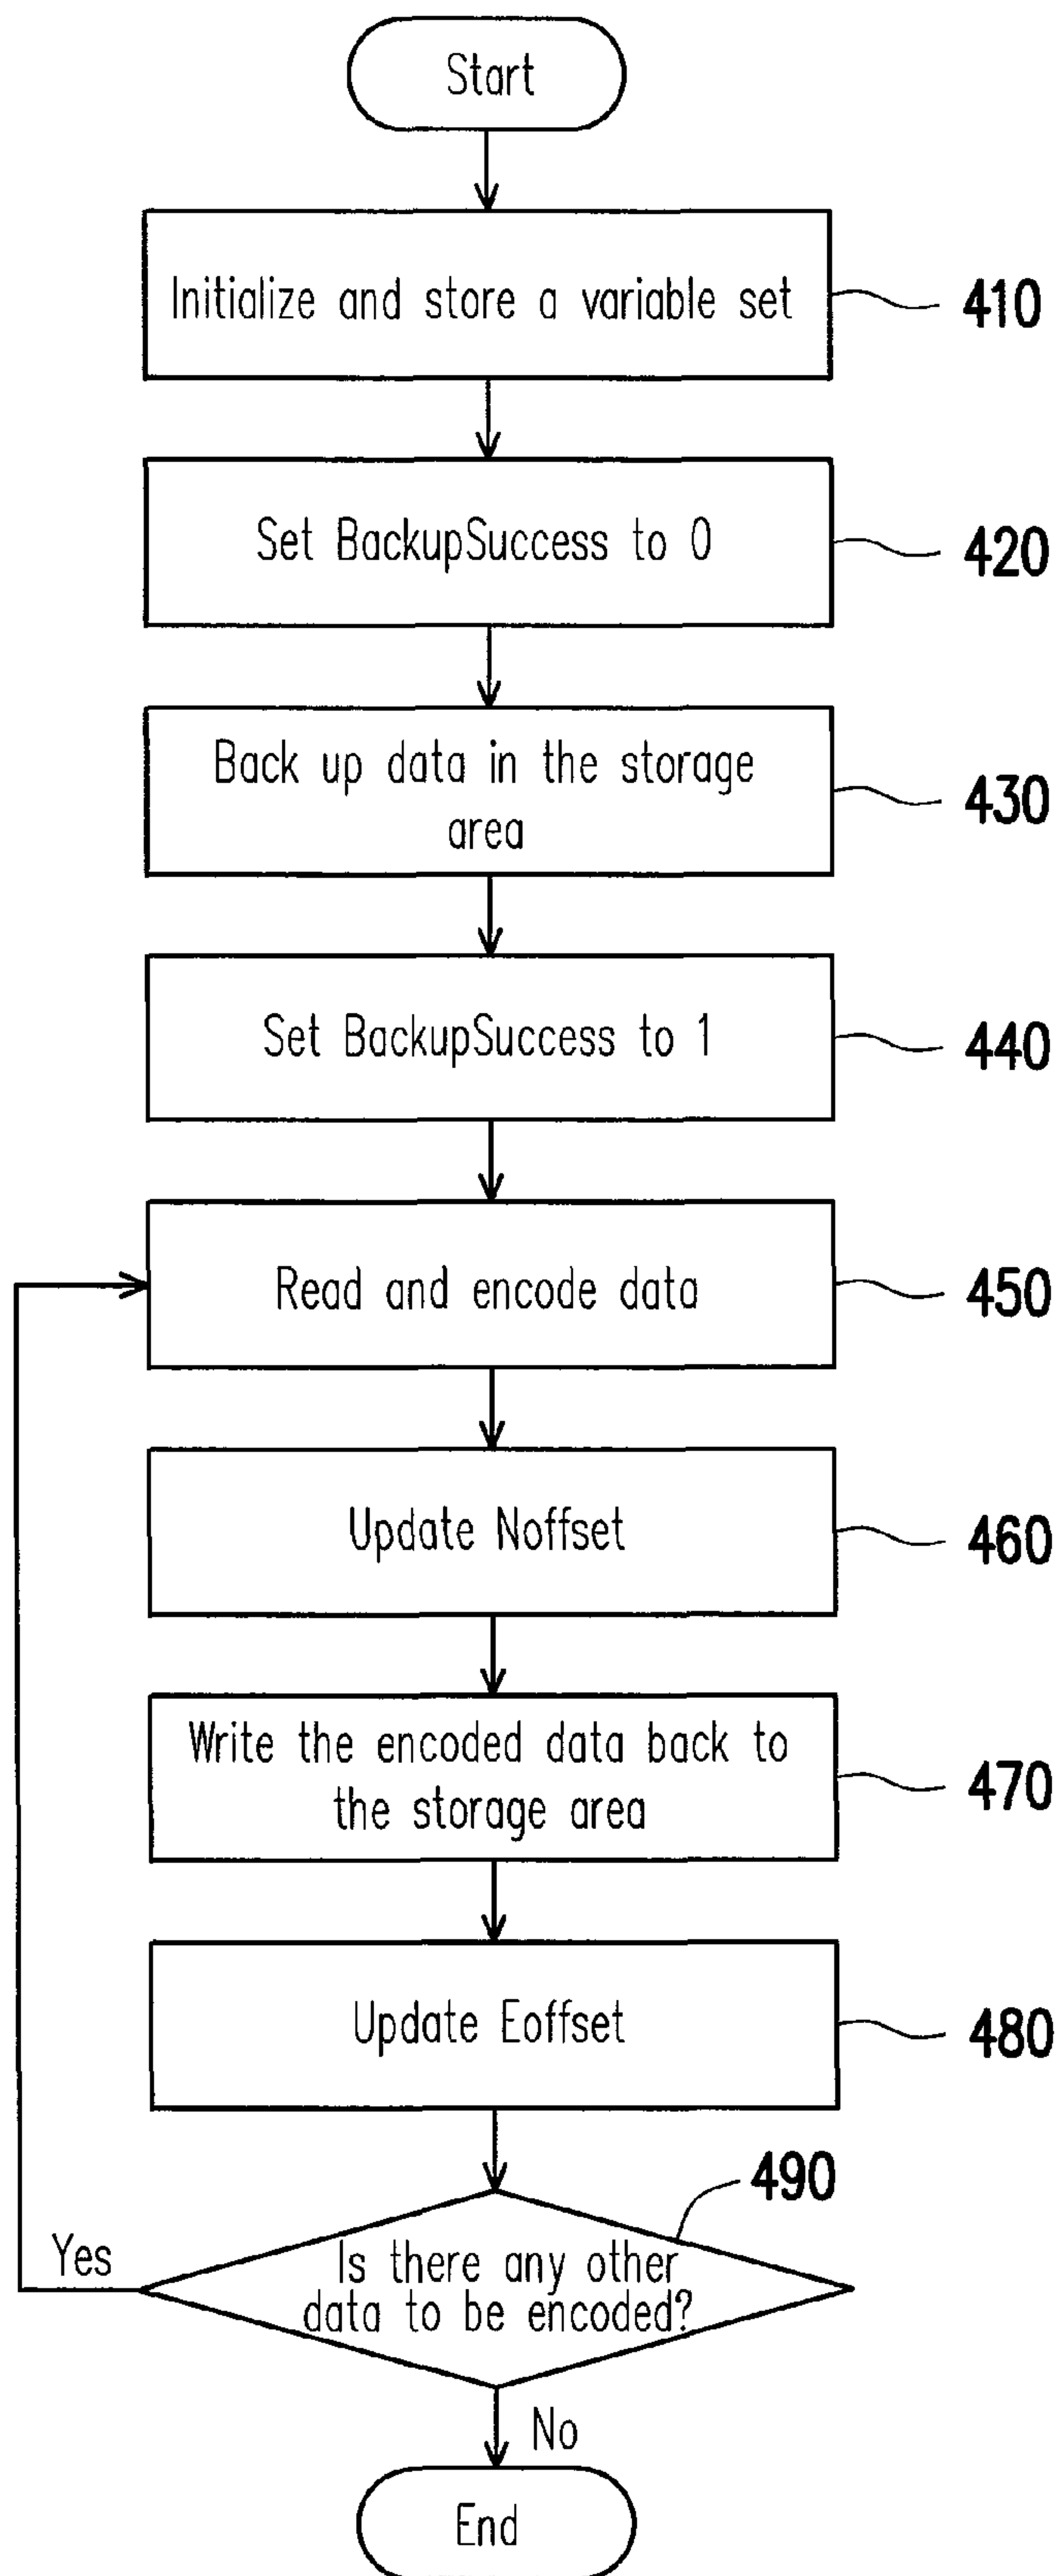 Start
Initialize and store a variable set
410
Set BackupSuccess to 0
420
Back up data in the storage
area
430
Set BackupSuccess to 1
440
Read and encode data
450
Update Noffset
460
Write the encoded data back to
the storage area
470
Update Eoffset
480
490
Is there any other
data to be encoded?
Yes
No
End